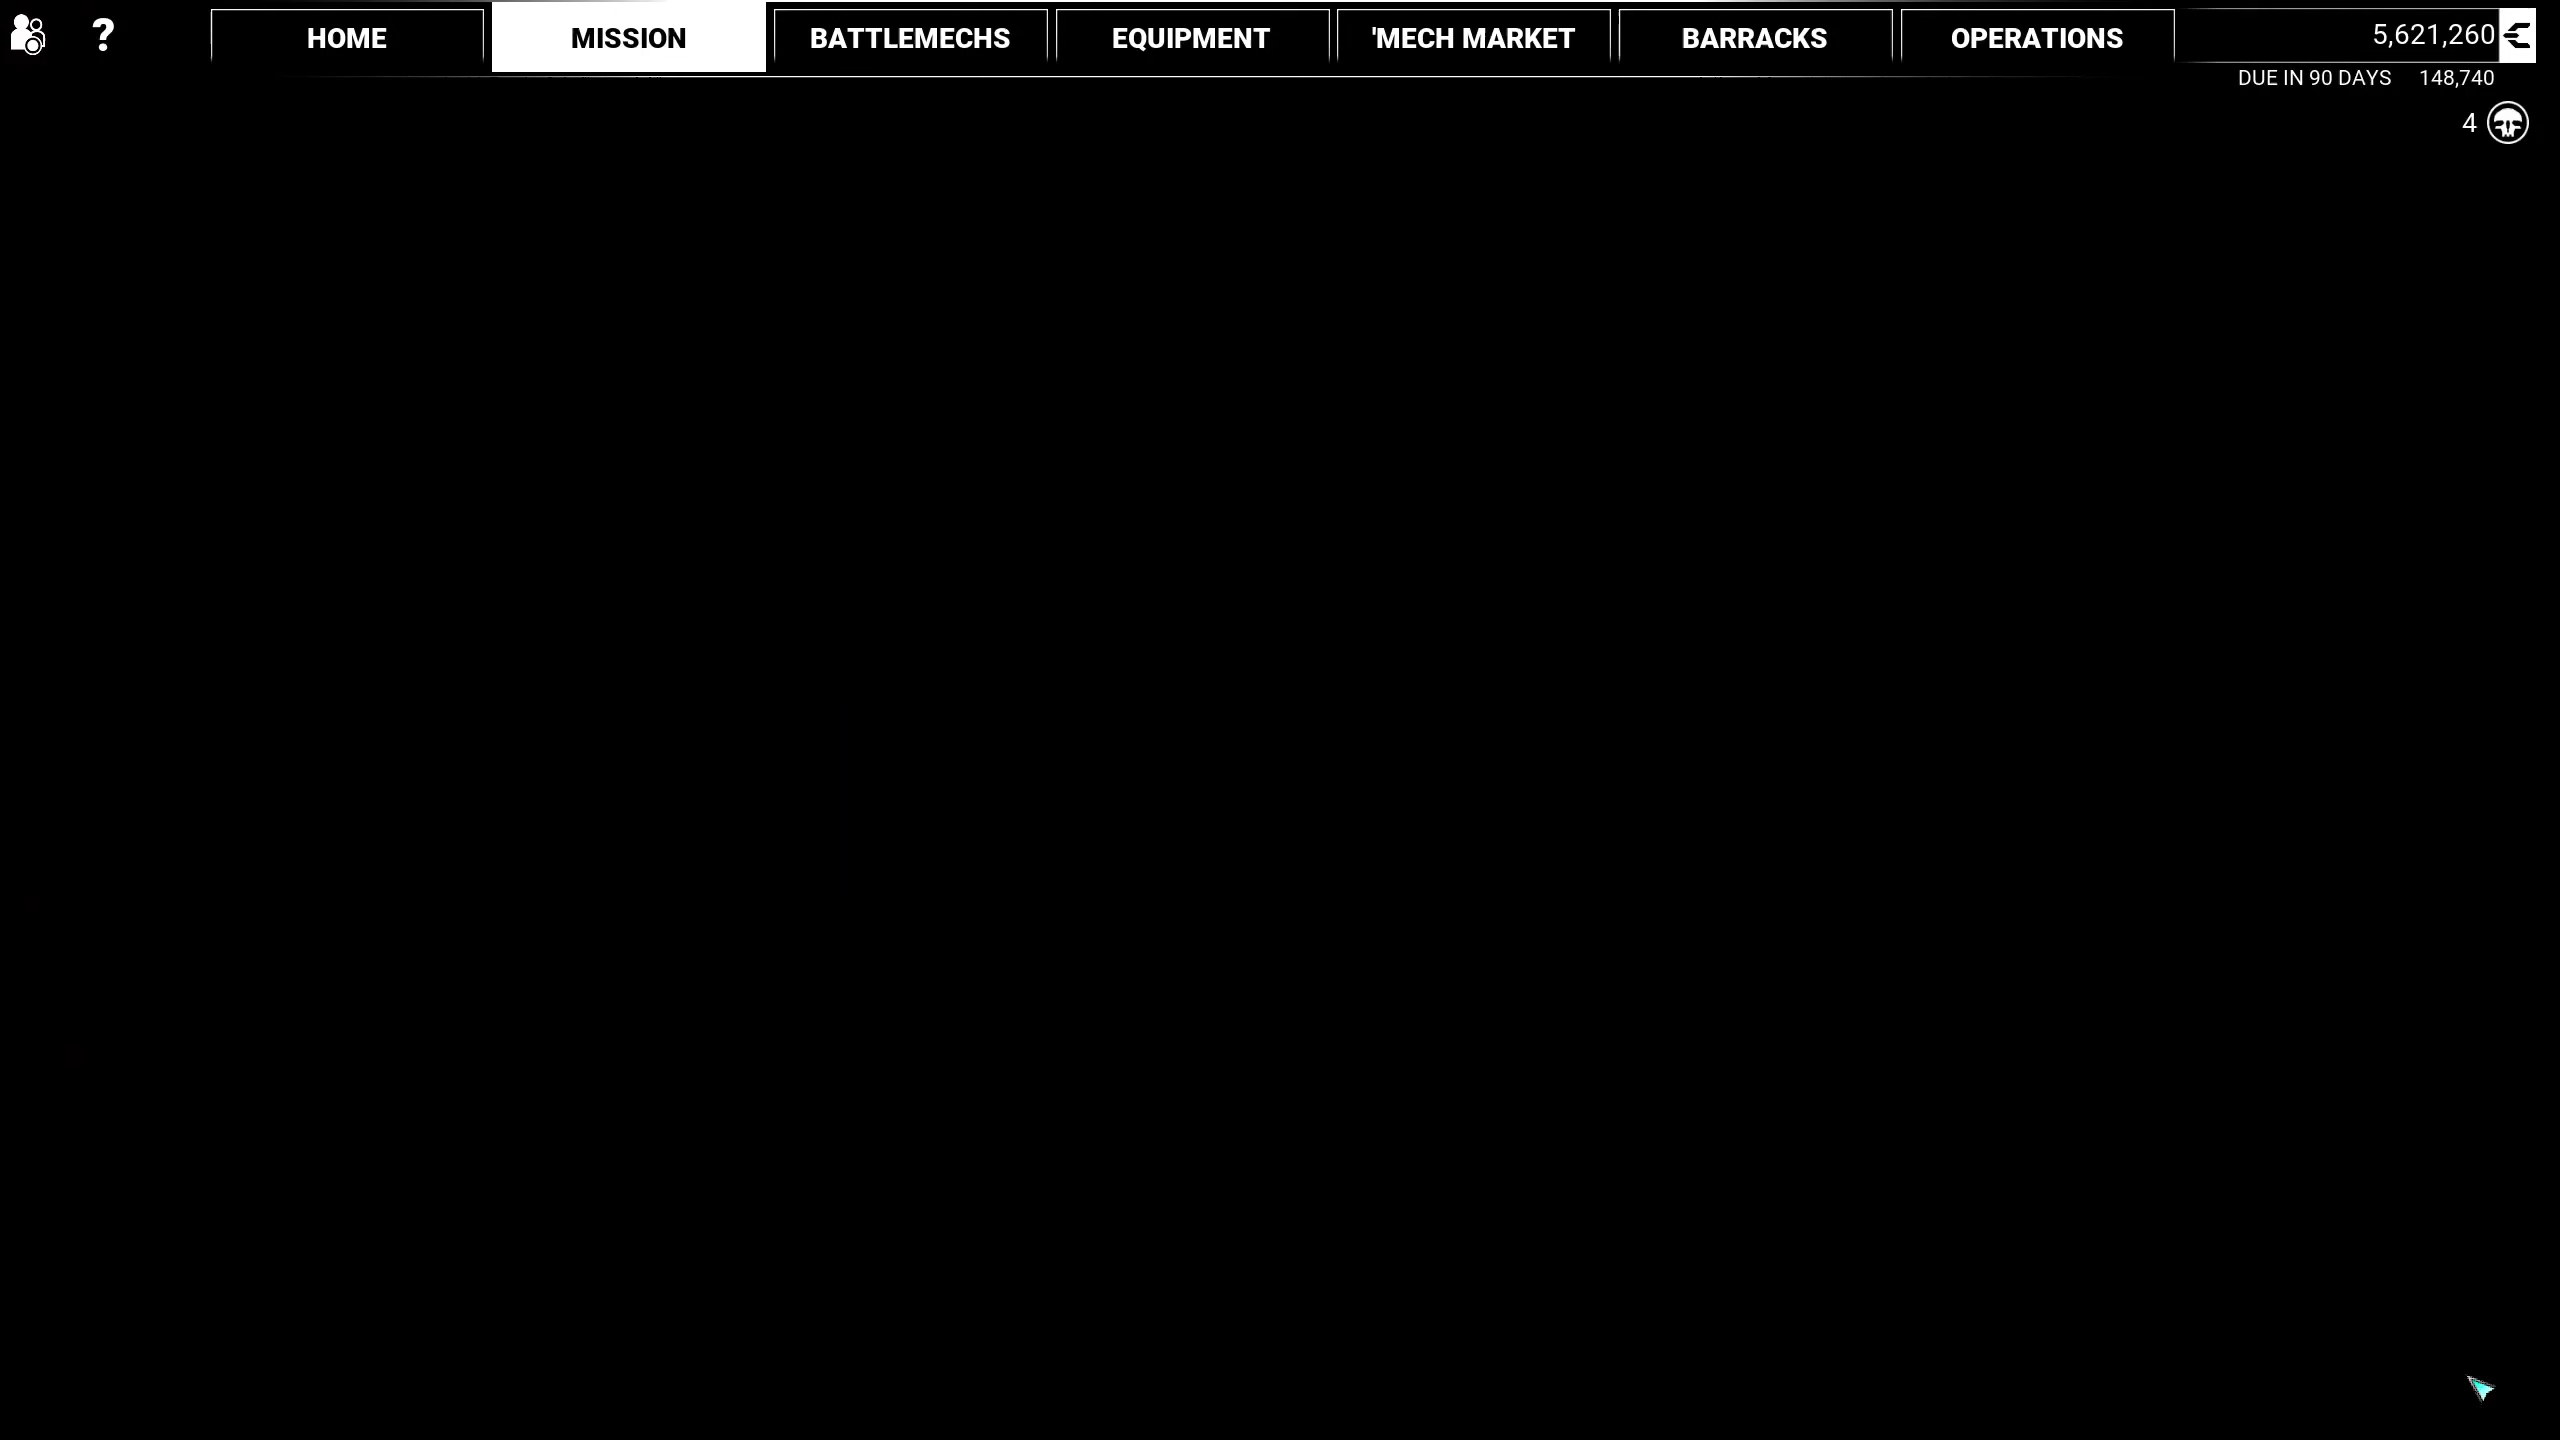 ? HOME MISSION BATTLEMECHS EQUIPMENT 'MECH MARKET BARRACKS OPERATIONS 5,621,260
DUE IN 90 DAYS 148,740
4